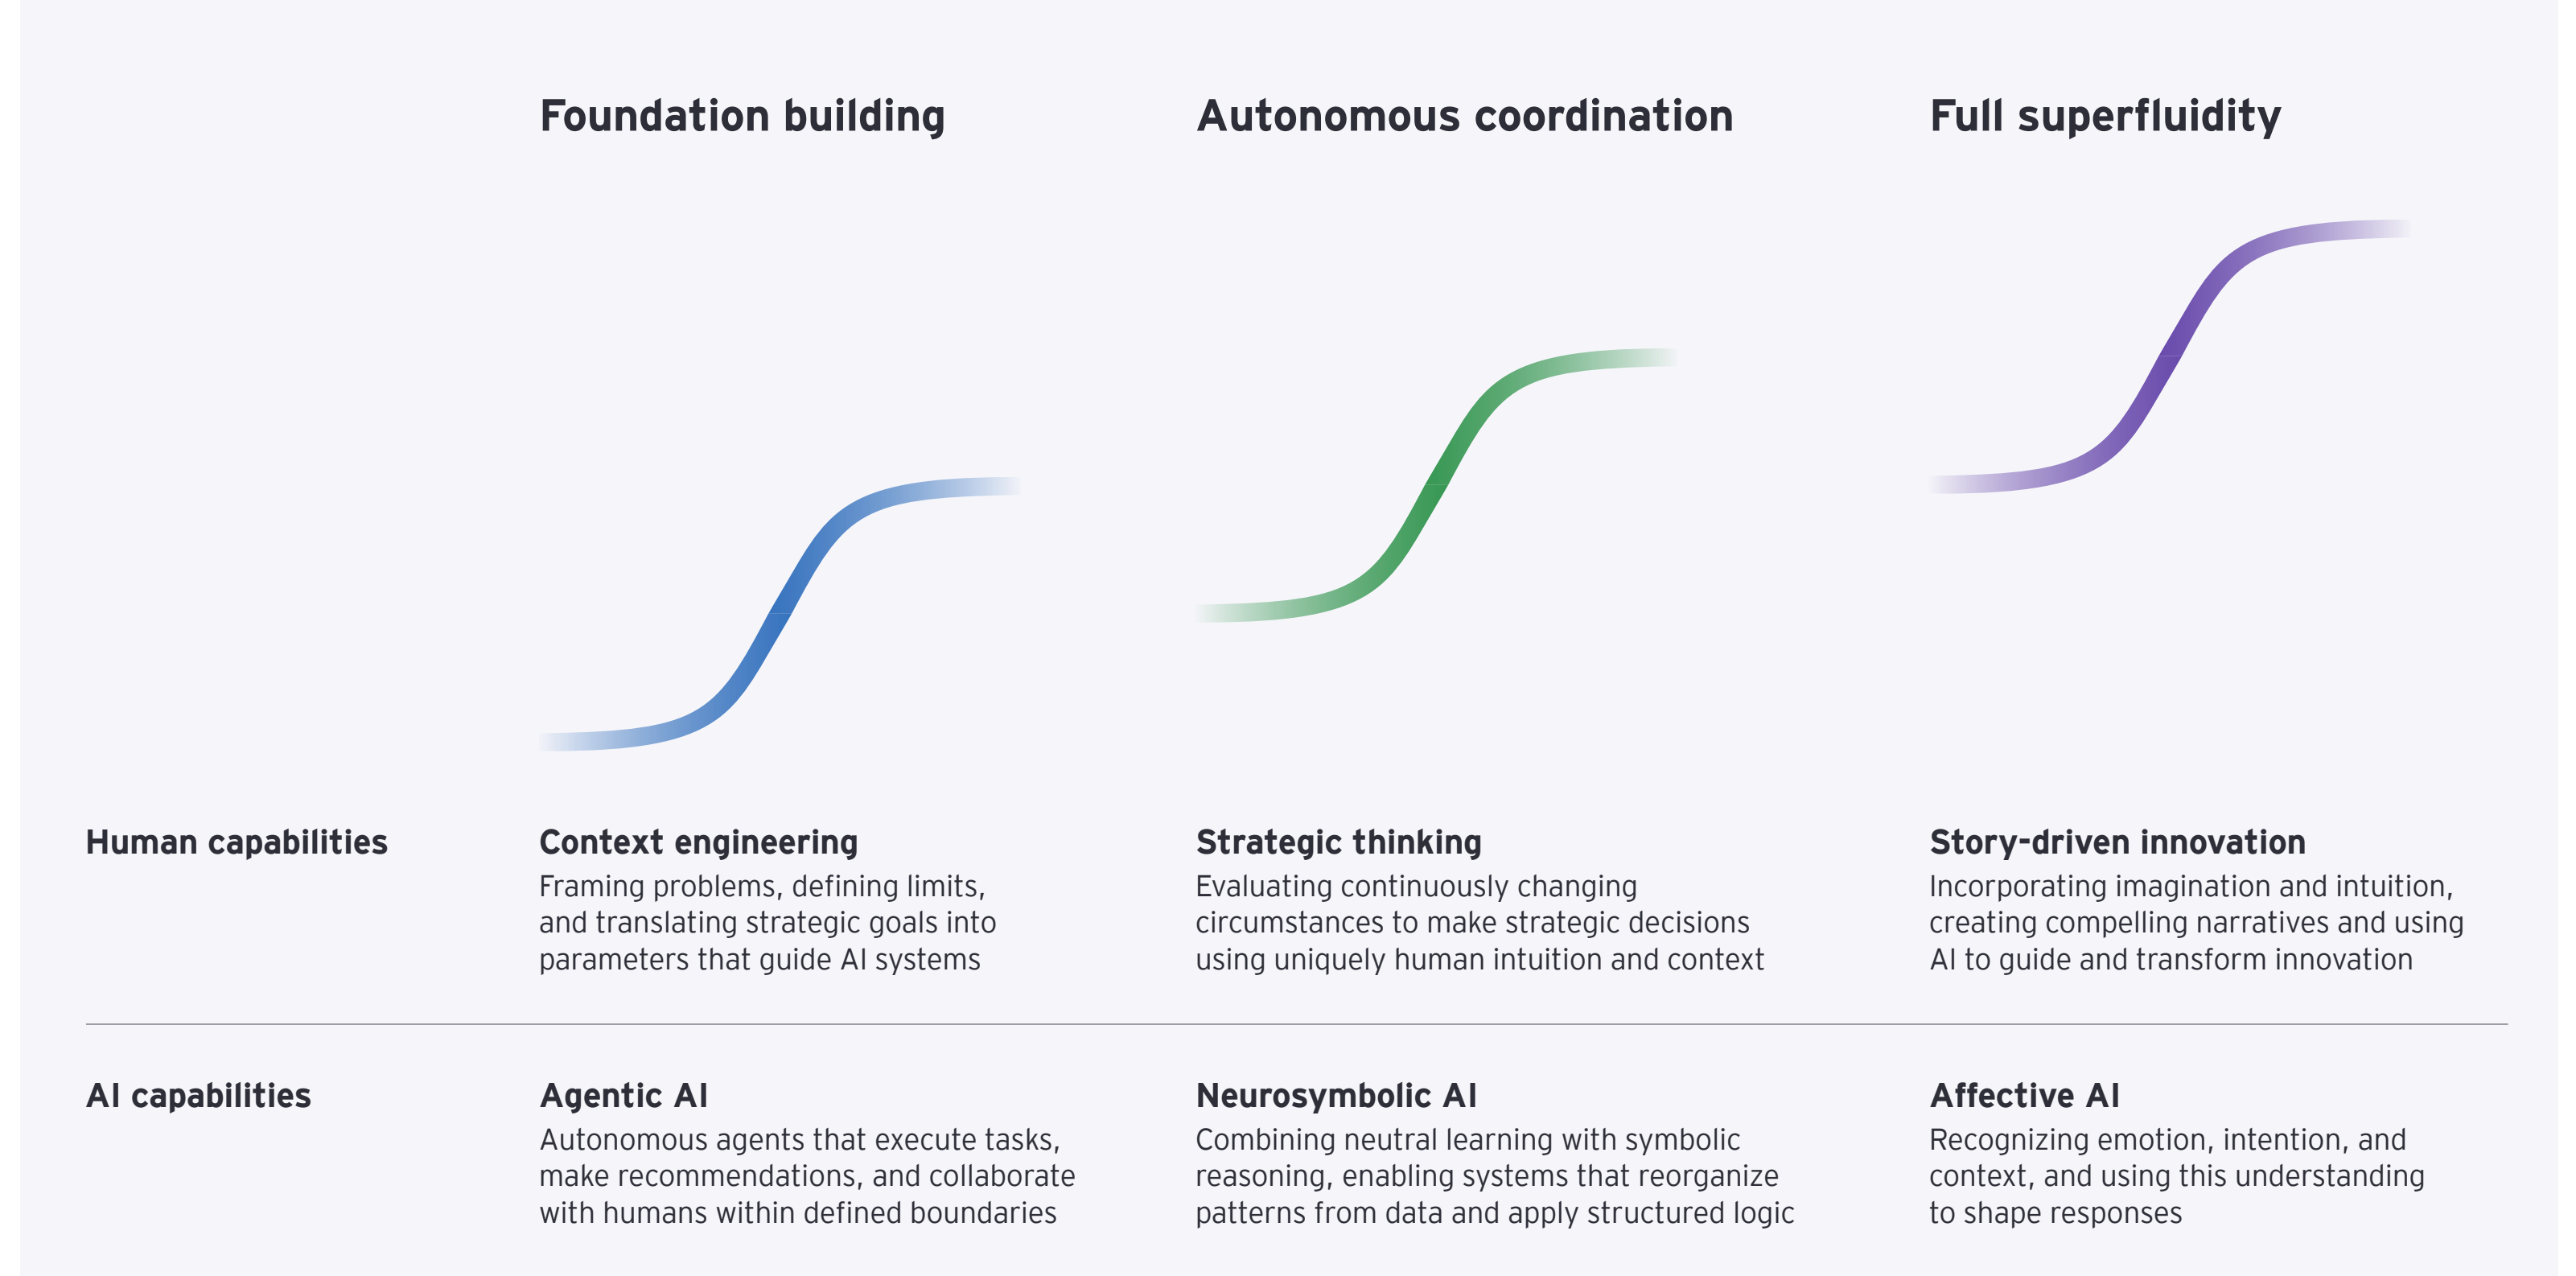 Foundation building
Autonomous coordination
Full superfluidity
Human capabilities
Context engineering
Framing problems, defining limits,
and translating strategic goals into
parameters that guide AI systems
Strategic thinking
Evaluating continuously changing
circumstances to make strategic decisions
using uniquely human intuition and context
Story-driven innovation
Incorporating imagination and intuition,
creating compelling narratives and using
AI to guide and transform innovation
AI capabilities
Agentic AI
Autonomous agents that execute tasks,
make recommendations, and collaborate
with humans within defined boundaries
Neurosymbolic AI
Combining neutral learning with symbolic
reasoning, enabling systems that reorganize
patterns from data and apply structured logic
Affective AI
Recognizing emotion, intention, and
context, and using this understanding
to shape responses